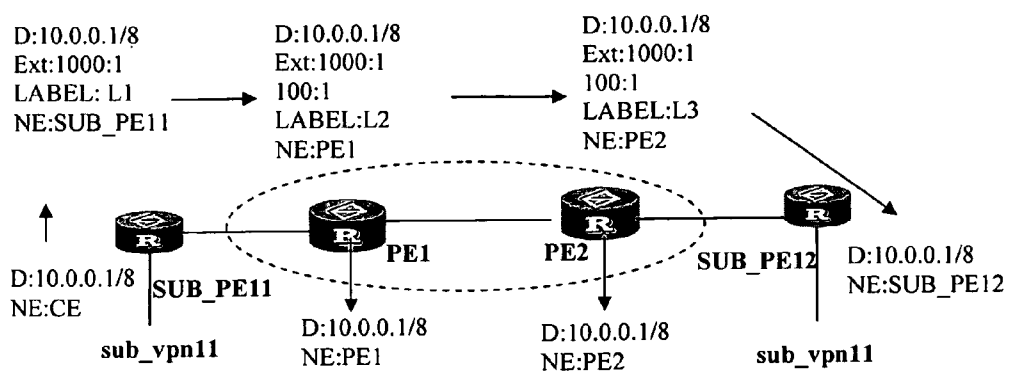 D:10.0.0.1/8
Ext:1000:1
LABEL: L1
NE:SUB_PE11
D:10.0.0.1/8
Ext:1000:1
100:1
LABEL:L2
NE:PE1
D:10.0.0.1/8
Ext:1000:1
100:1
LABEL:L3
NE:PE2
R
R
R
R
PE1
PE2
SUB_PE12
SUB_PE11
D:10.0.0.1/8
NE:CE
D:10.0.0.1/8
NE:SUB_PE12
D:10.0.0.1/8
NE:PE1
D:10.0.0.1/8
NE:PE2
sub_vpn11
sub_vpn11